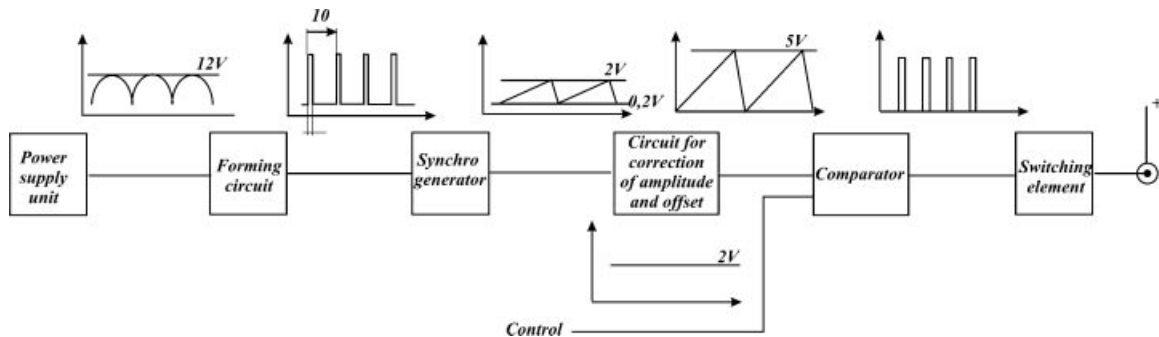 10
12V
2V
0,2V
5V
+
Power
supply
unit
Forming
circuit
Synchro
generator
Circuit for
correction
of amplitude
and offset
Comparator
Switching
element
2V
Control